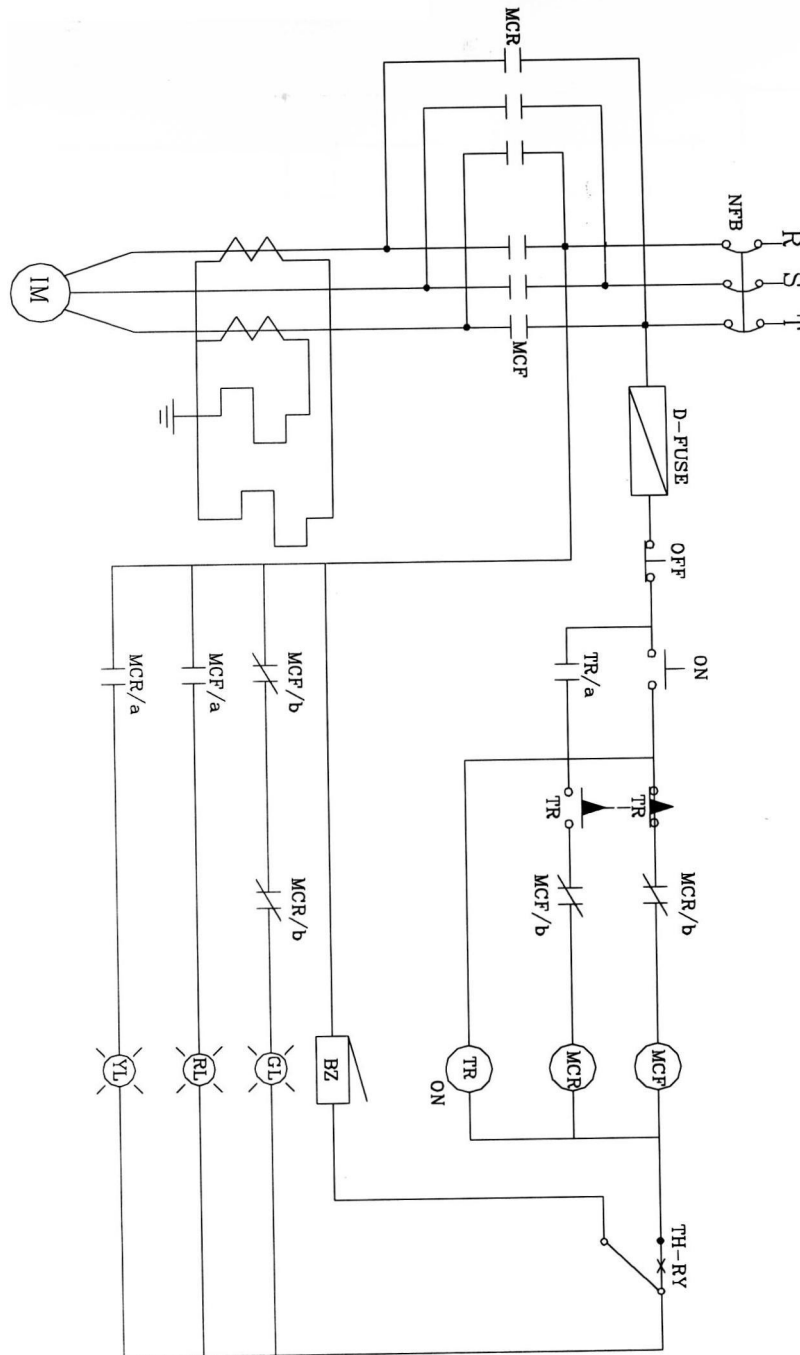 R
S
T
NFB
MCR
MCF
IM
D-FUSE
OFF
ON
TR/a
TR
TR
MCR/b
MCF/b
MCF
MCR
TR
ON
TH-RY
BZ
MCF/b
MCR/b
GL
MCF/a
RL
MCR/a
YL